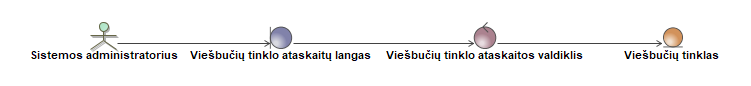 Sistemos administratorius
Viešbučių tinklo ataskaitų langas
Viešbučių tinklo ataskaitos valdiklis
Viešbučių tinklas